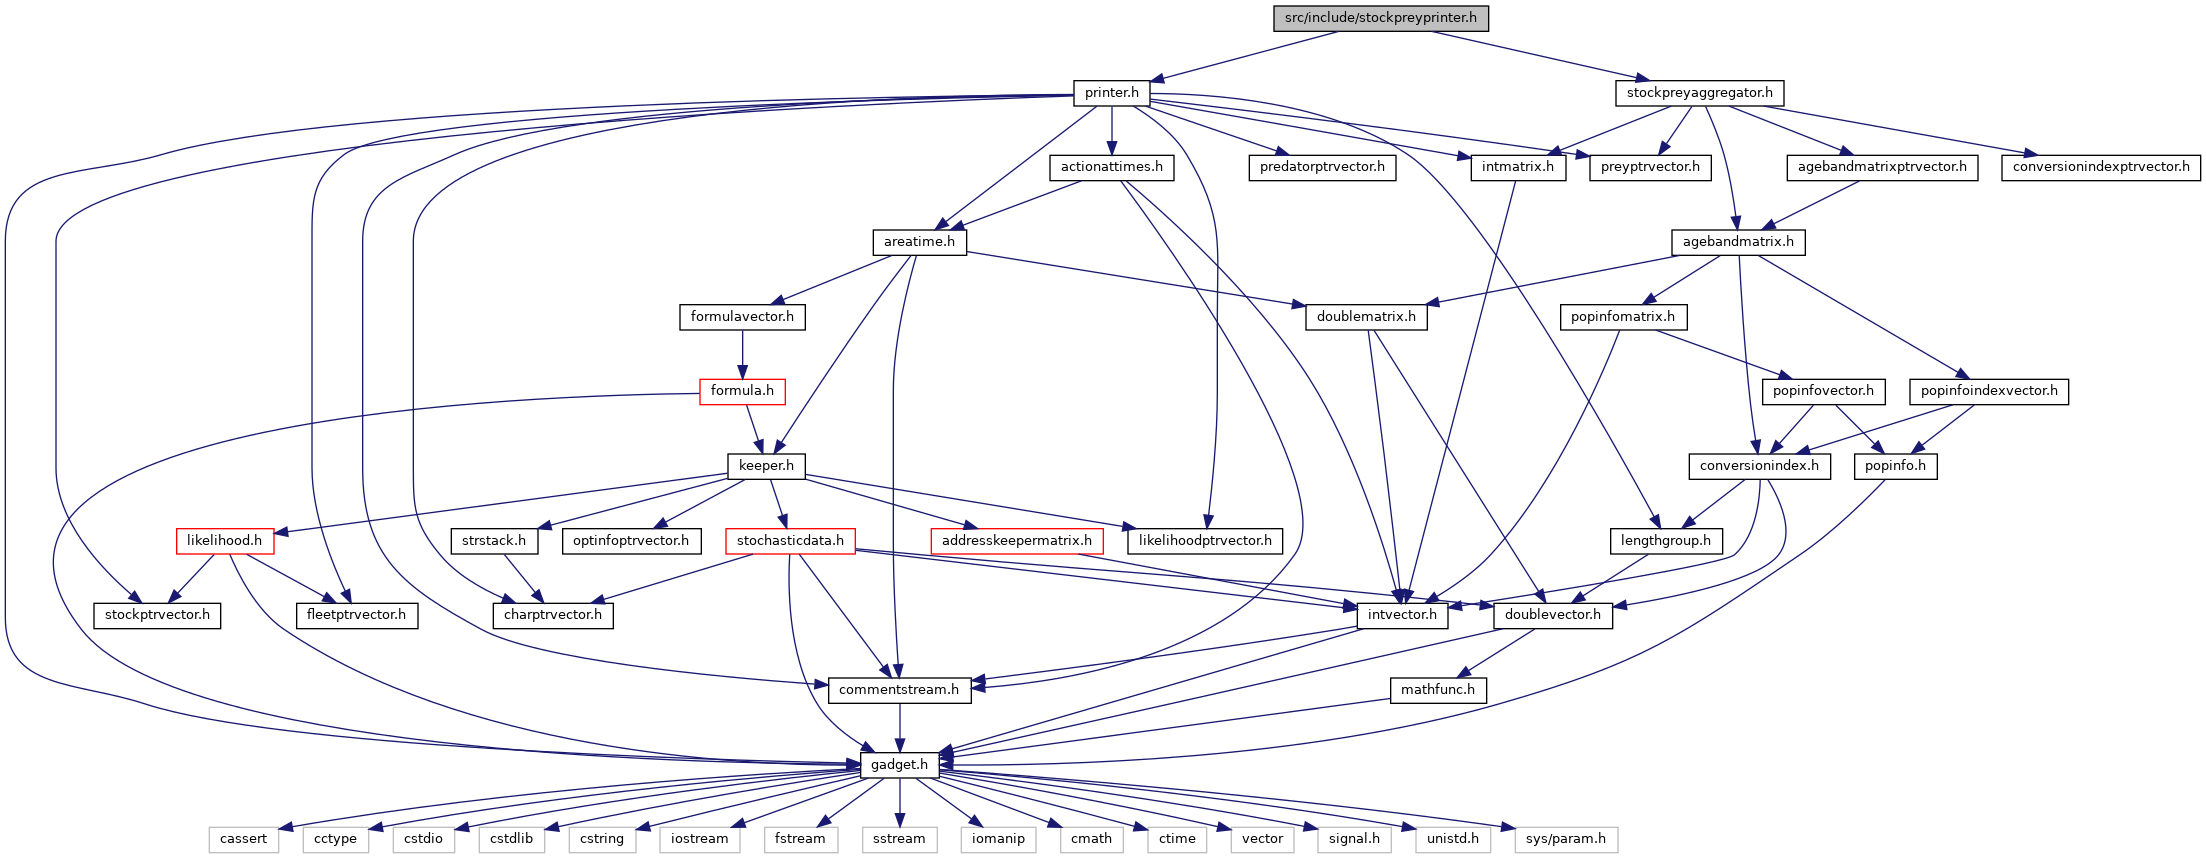 src/include/stockpreyprinter.h
printer.h
stockpreyaggregator.h
actionattimes.h
predatorptrvector.h
intmatrix.h
preyptrvector.h
agebandmatrixptrvector.h
conversionindexptrvector.h
areatime.h
agebandmatrix.h
formulavector.h
doublematrix.h
popinfomatrix.h
formula.h
popinfovector.h
popinfoindexvector.h
keeper.h
conversionindex.h
popinfo.h
likelihood.h
strstack.h
optinfoptrvector.h
stochasticdata.h
addresskeepermatrix.h
likelihoodptrvector.h
lengthgroup.h
stockptrvector.h
fleetptrvector.h
charptrvector.h
intvector.h
doublevector.h
commentstream.h
mathfunc.h
gadget.h
cassert
cctype
cstdio
cstdlib
cstring
iostream
fstream
sstream
iomanip
cmath
ctime
vector
signal.h
unistd.h
sys/param.h